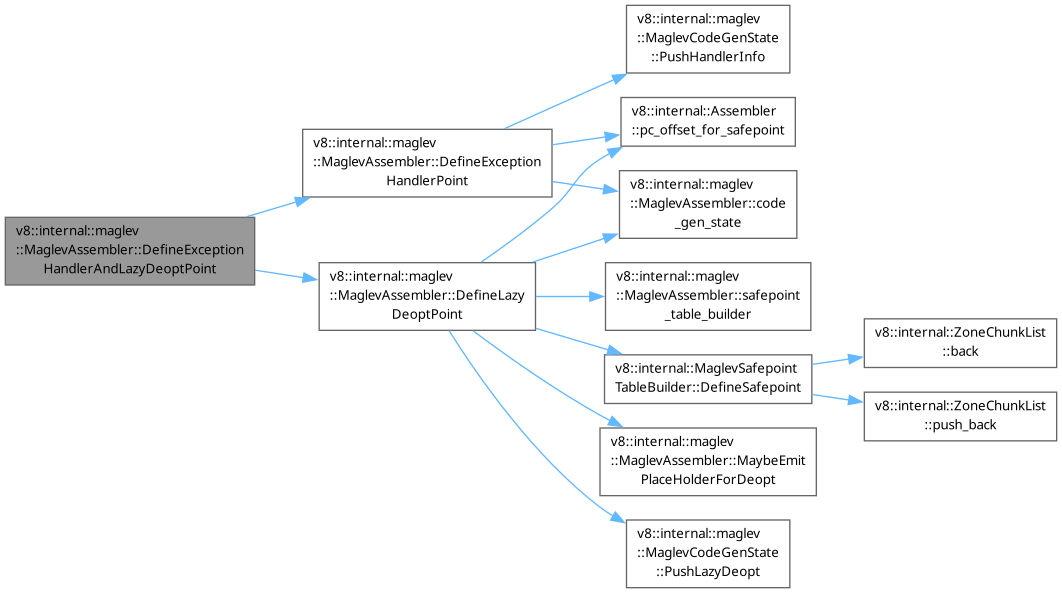 v8::internal::maglev
::MaglevCodeGenState
::PushHandlerInfo
v8::internal::Assembler
::pc_offset_for_safepoint
v8::internal::maglev
::MaglevAssembler::DefineException
HandlerPoint
v8::internal::maglev
::MaglevAssembler::code
_gen_state
v8::internal::maglev
::MaglevAssembler::DefineException
HandlerAndLazyDeoptPoint
v8::internal::maglev
::MaglevAssembler::DefineLazy
DeoptPoint
v8::internal::maglev
::MaglevAssembler::safepoint
_table_builder
v8::internal::ZoneChunkList
::back
v8::internal::MaglevSafepoint
TableBuilder::DefineSafepoint
v8::internal::ZoneChunkList
::push_back
v8::internal::maglev
::MaglevAssembler::MaybeEmit
PlaceHolderForDeopt
v8::internal::maglev
::MaglevCodeGenState
::PushLazyDeopt